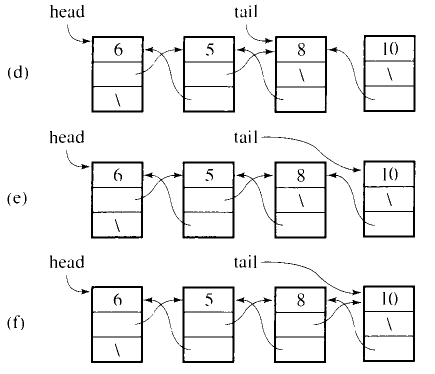 head tail
(d) 6 5 8 10
\ \
\
head tail
(e) 6 5 8 10
\ \
\
head tail
(f) 6 5 8 10
\
\